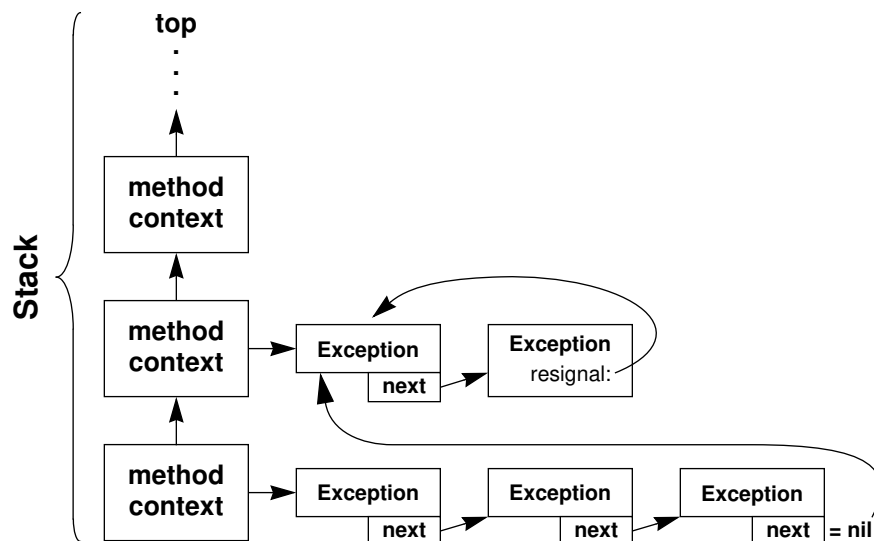 top
.
.
.
Stack
method
context
method
context
Exception
next
Exception
resignal:
method
context
Exception
next
Exception
next
Exception
next = nil